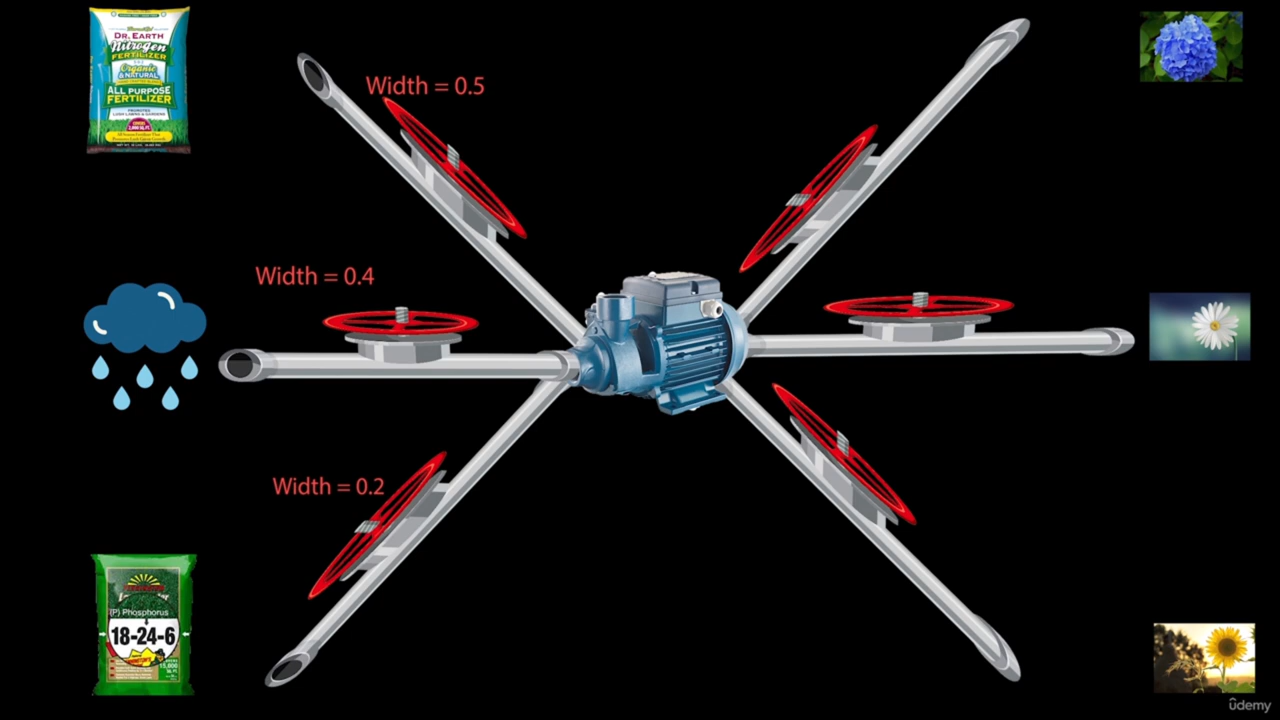 DR. EARTH
Nitrogen
FERTILIZER
Organic
& NATURAL
ALL PURPOSE
FERTILIZER
Width = 0.5
Width = 0.4
Width = 0.2
(P) Phosphorus
18-24-6
ûdemy